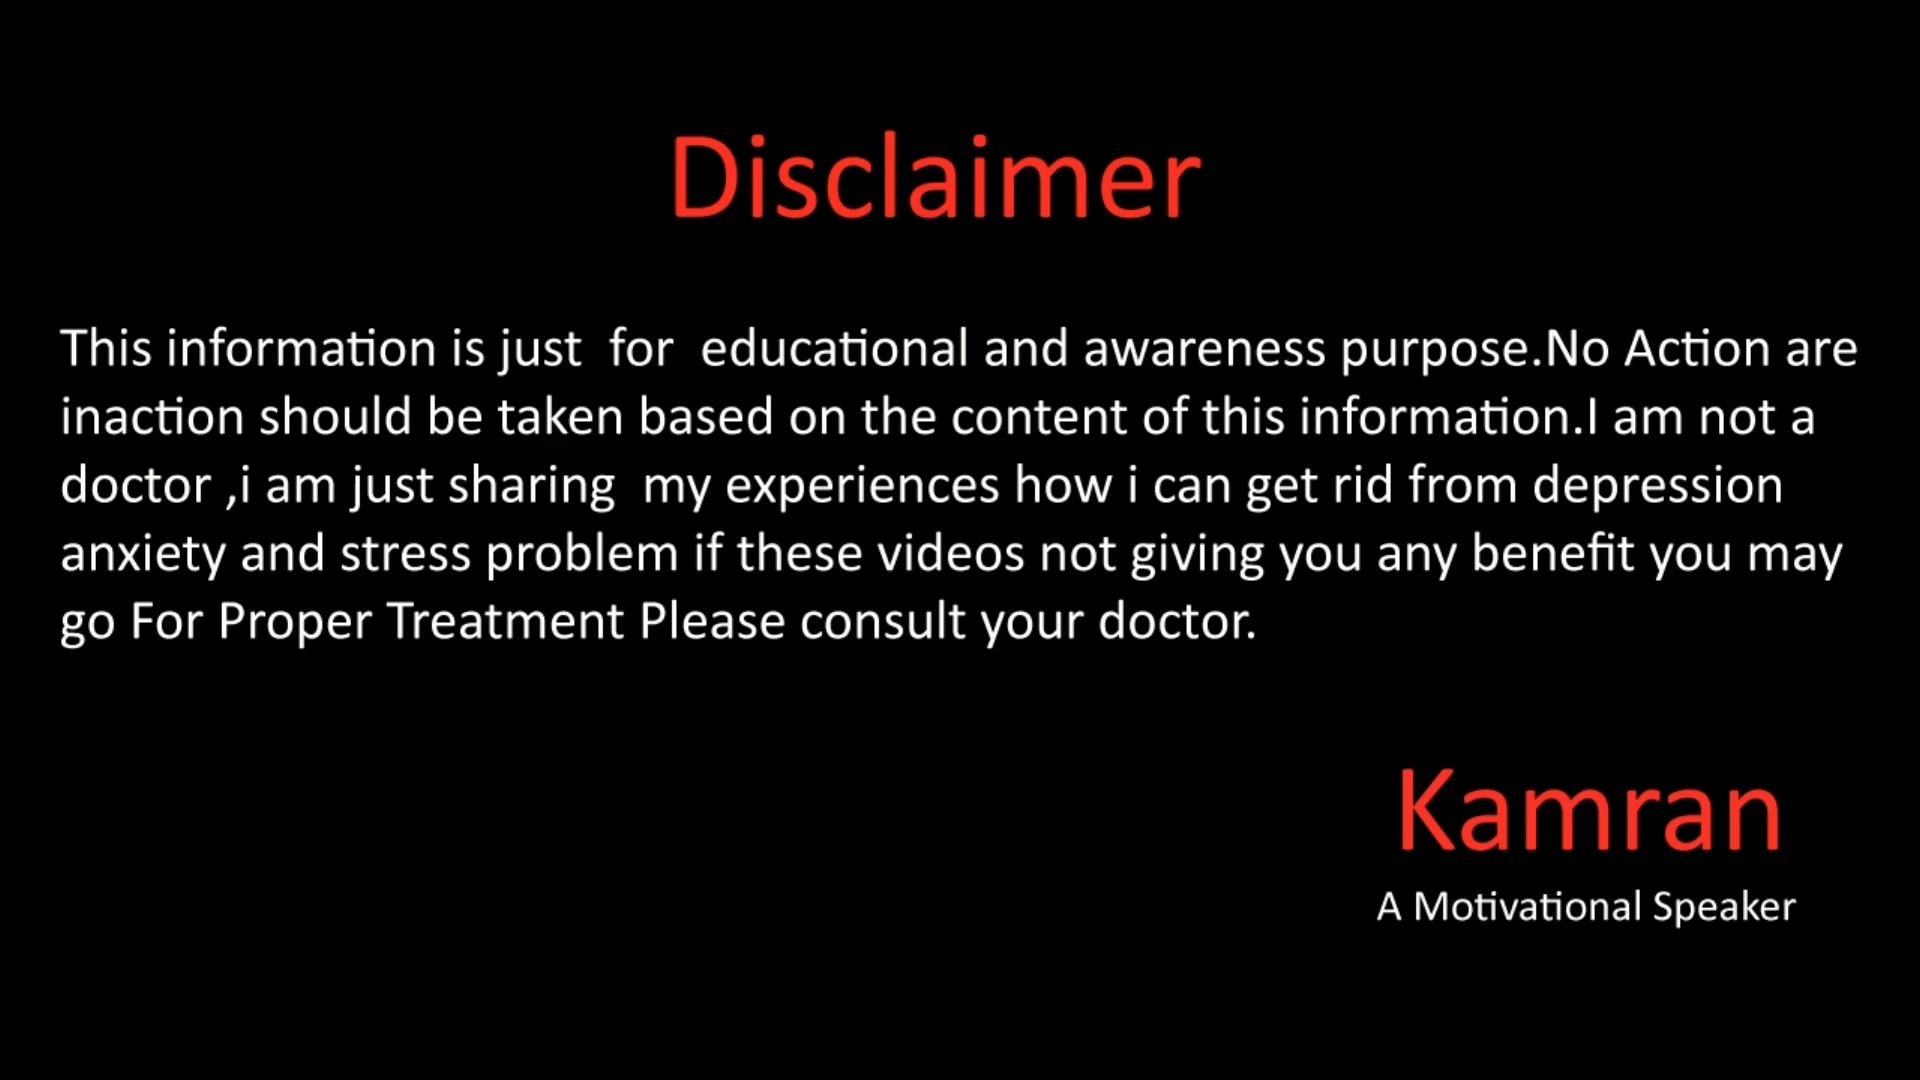 Disclaimer
This information is just  for  educational and awareness purpose.No Action are
inaction should be taken based on the content of this information.I am not a
doctor ,i am just sharing  my experiences how i can get rid from depression
anxiety and stress problem if these videos not giving you any benefit you may
go For Proper Treatment Please consult your doctor.
Kamran
A Motivational Speaker